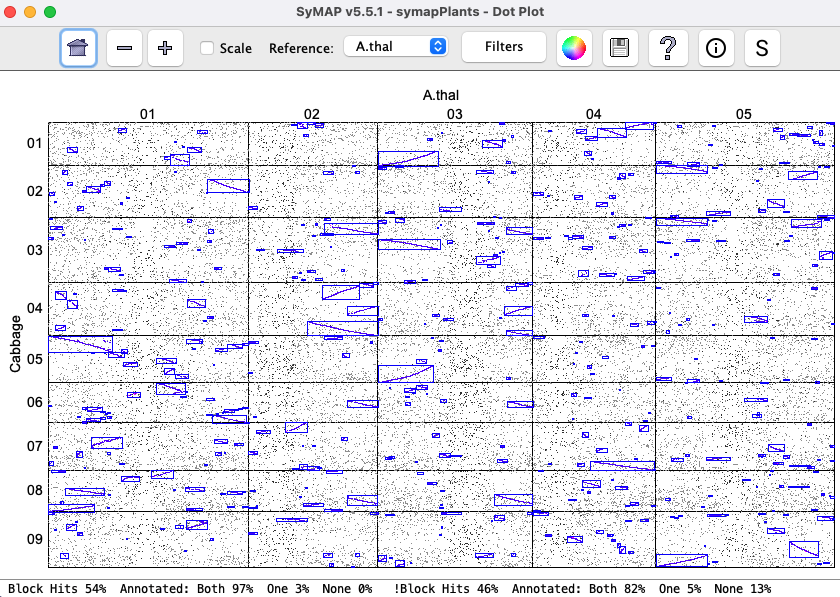 SyMAP v5.5.1 - symapPlants - Dot Plot
Scale Reference: A.thal Filters ? i S
A.thal
01 02 03 04 05
Cabbage
01
02
03
04
05
06
07
08
09
Block Hits 54% Annotated: Both 97% One 3% None 0% !Block Hits 46% Annotated: Both 82% One 5% None 13%